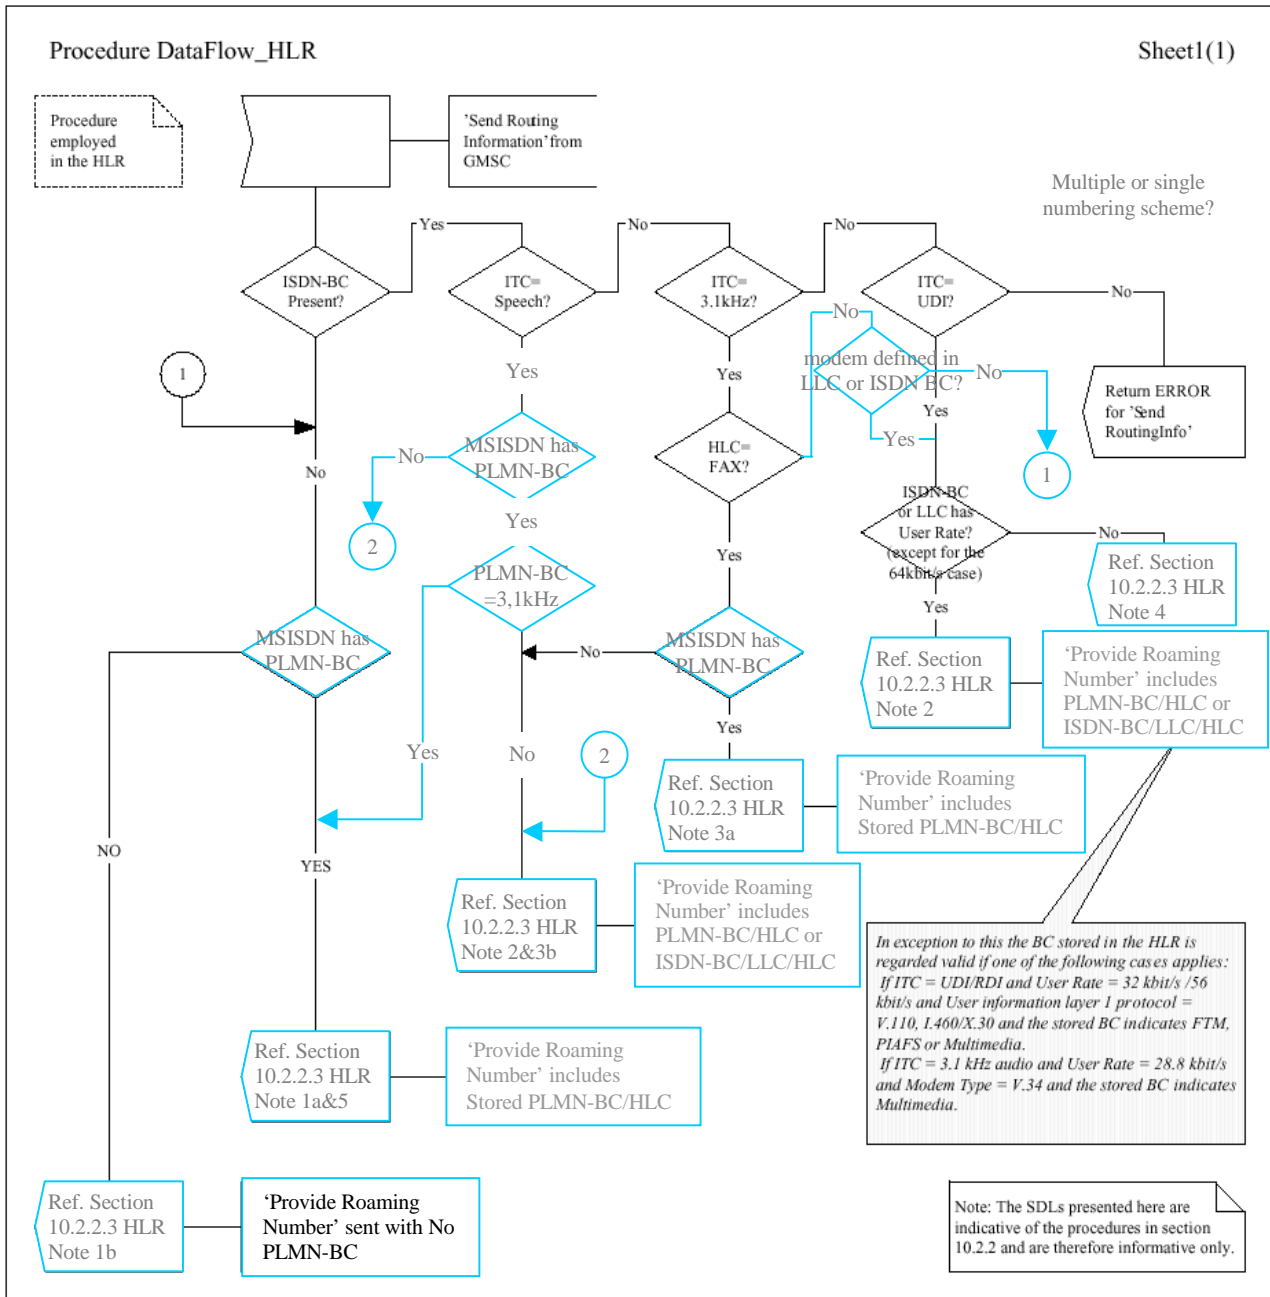 Procedure DataFlow_HLR
Sheet1(1)
Procedure
employed
in the HLR
'Send Routing
Information'from
GMSC
Multiple or single
numbering scheme?
Yes
No
No
ISDN-BC
Present?
ITC=
Speech?
ITC=
3.1kHz?
ITC=
UDI?
No
No
modem defined in
LLC or ISDN BC?
No
1
Yes
Yes
Yes
Return ERROR
for 'Send
RoutingInfo'
Yes
MSISDN has
PLMN-BC
No
HLC=
FAX?
No
1
2
Yes
ISDN-BC
or LLC has
User Rate?
(except for the
64kbit/s case)
No
Yes
PLMN-BC
=3,1kHz
Ref. Section
10.2.2.3 HLR
Note 4
Yes
MSISDN has
PLMN-BC
No
MSISDN has
PLMN-BC
Ref. Section
10.2.2.3 HLR
Note 2
‘Provide Roaming
Number’ includes
PLMN-BC/HLC or
ISDN-BC/LLC/HLC
Yes
Yes
No
2
Ref. Section
10.2.2.3 HLR
Note 3a
‘Provide Roaming
Number’ includes
Stored PLMN-BC/HLC
NO
YES
Ref. Section
10.2.2.3 HLR
Note 2&3b
‘Provide Roaming
Number’ includes
PLMN-BC/HLC or
ISDN-BC/LLC/HLC
In exception to this the BC stored in the HLR is
regarded valid if one of the following cases applies:
If ITC = UDI/RDI and User Rate = 32 kbit/s /56
kbit/s and User information layer 1 protocol =
V.110, I.460/X.30 and the stored BC indicates FTM,
PIAFS or Multimedia.
If ITC = 3.1 kHz audio and User Rate = 28.8 kbit/s
and Modem Type = V.34 and the stored BC indicates
Multimedia.
Ref. Section
10.2.2.3 HLR
Note 1a&5
‘Provide Roaming
Number’ includes
Stored PLMN-BC/HLC
Ref. Section
10.2.2.3 HLR
Note 1b
‘Provide Roaming
Number’ sent with No
PLMN-BC
Note: The SDLs presented here are
indicative of the procedures in section
10.2.2 and are therefore informative only.